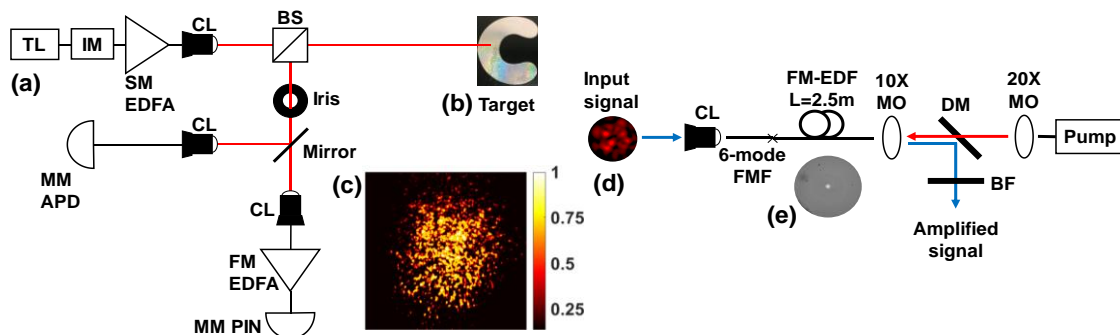 TL
IM
SM
EDFA
CL
BS
(a)
(b)
Target
Iris
CL
Mirror
MM
APD
(c)
CL
FM
EDFA
MM PIN
1
0.75
0.5
0.25
Input
signal
(d)
CL
6-mode
FMF
FM-EDF
L=2.5m
(e)
10X
MO
DM
20X
MO
Pump
BF
Amplified
signal